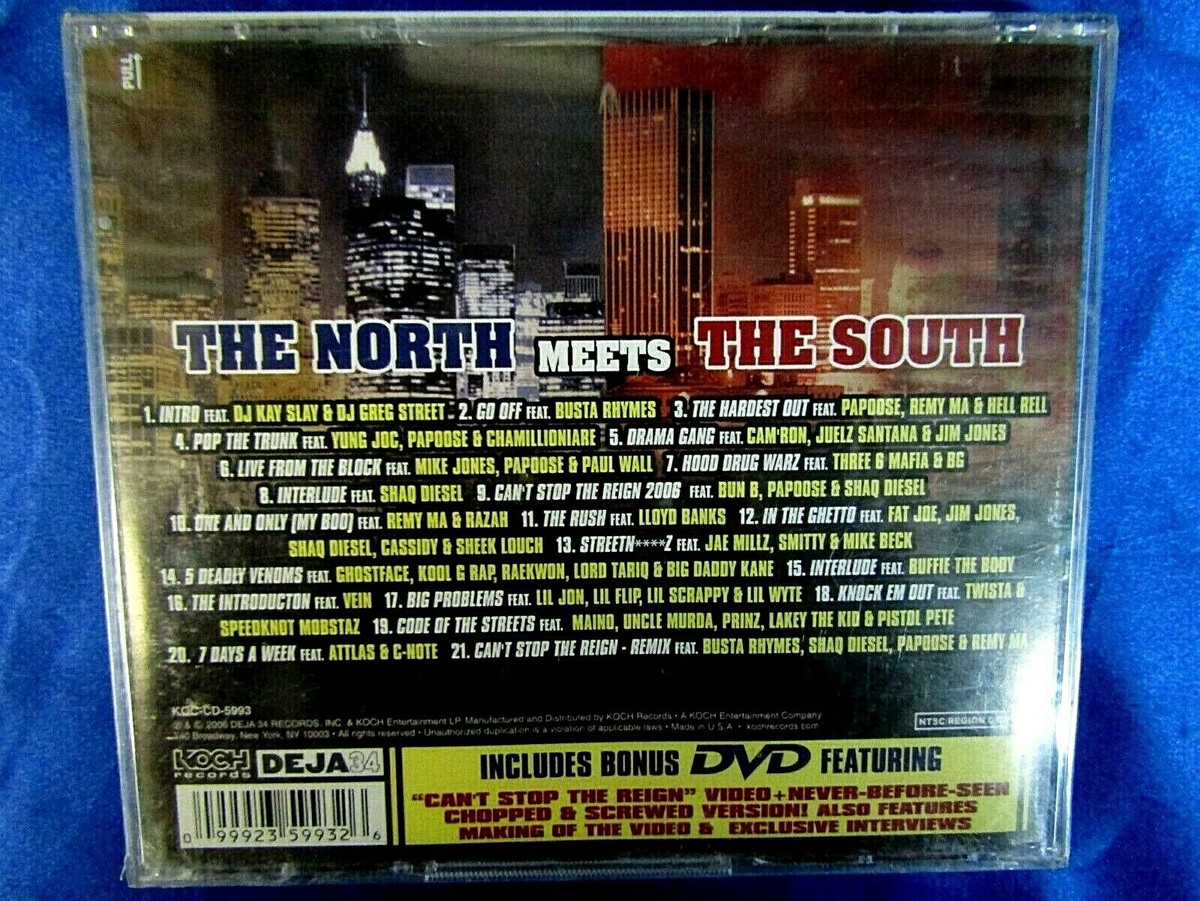 PULL
THE NORTH MEETS THE SOUTH
1. INTRO FEAT. DJ KAY SLAY & DJ GREG STREET 2. GO OFF FEAT. BUSTA RHYMES 3. THE HARDEST OUT FEAT. PAPOOSE, REMY MA & HELL RELL
4. POP THE TRUNK FEAT. YUNG JOC, PAPOOSE & CHAMILLIONIARE 5. DRAMA GANG FEAT. CAM'RON, JUELZ SANTANA & JIM JONES
6. LIVE FROM THE BLOCK FEAT. MIKE JONES, PAPOOSE & PAUL WALL 7. HOOD DRUG WARZ FEAT. THREE 6 MAFIA & BG
8. INTERLUDE FEAT. SHAQ DIESEL 9. CAN'T STOP THE REIGN 2006 FEAT. BUN B, PAPOOSE & SHAQ DIESEL
10. ONE AND ONLY (MY BOO) FEAT. REMY MA & RAZAH 11. THE RUSH FEAT. LLOYD BANKS 12. IN THE GHETTO FEAT. FAT JOE, JIM JONES,
SHAQ DIESEL, CASSIDY & SHEEK LOUCH 13. STREETN****Z FEAT. JAE MILLZ, SMITTY & MIKE BECK
14. 5 DEADLY VENOMS FEAT. GHOSTFACE, KOOL G RAP, RAEKWON, LORD TARIQ & BIG DADDY KANE 15. INTERLUDE FEAT. BUFFIE THE BODY
16. THE INTRODUCTON FEAT. VEIN 17. BIG PROBLEMS FEAT. LIL JON, LIL FLIP, LIL SCRAPPY & LIL WYTE 18. KNOCK EM OUT FEAT. TWISTA &
SPEEDKNOT MOBSTAZ 19. CODE OF THE STREETS FEAT. MAINO, UNCLE MURDA, PRINZ, LAKEY THE KID & PISTOL PETE
20. 7 DAYS A WEEK FEAT. ATTLAS & C-NOTE 21. CAN'T STOP THE REIGN - REMIX FEAT. BUSTA RHYMES, SHAQ DIESEL, PAPOOSE & REMY MA
KOC-CD-5993
℗ & © 2006 DEJA 34 RECORDS, INC. & KOCH Entertainment LP Manufactured and Distributed by KOCH Records • A KOCH Entertainment Company
740 Broadway, New York, NY 10003 • All rights reserved • Unauthorized duplication is a violation of applicable laws • Made in U.S.A. • kochrecords.com
NTSC REGION
KOCH records DEJA34
INCLUDES BONUS DVD FEATURING
"CAN'T STOP THE REIGN" VIDEO+NEVER-BEFORE-SEEN
CHOPPED & SCREWED VERSION! ALSO FEATURES
MAKING OF THE VIDEO & EXCLUSIVE INTERVIEWS
0 99923 59932 6